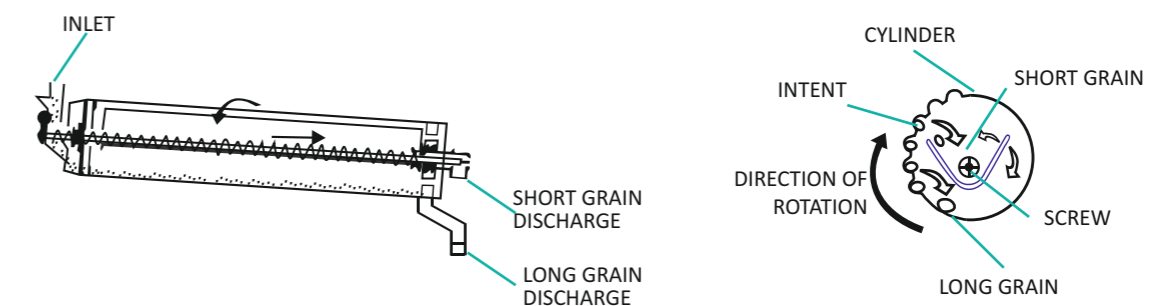 INLET
SHORT GRAIN
DISCHARGE
LONG GRAIN
DISCHARGE
CYLINDER
SHORT GRAIN
INTENT
DIRECTION OF
ROTATION
SCREW
LONG GRAIN